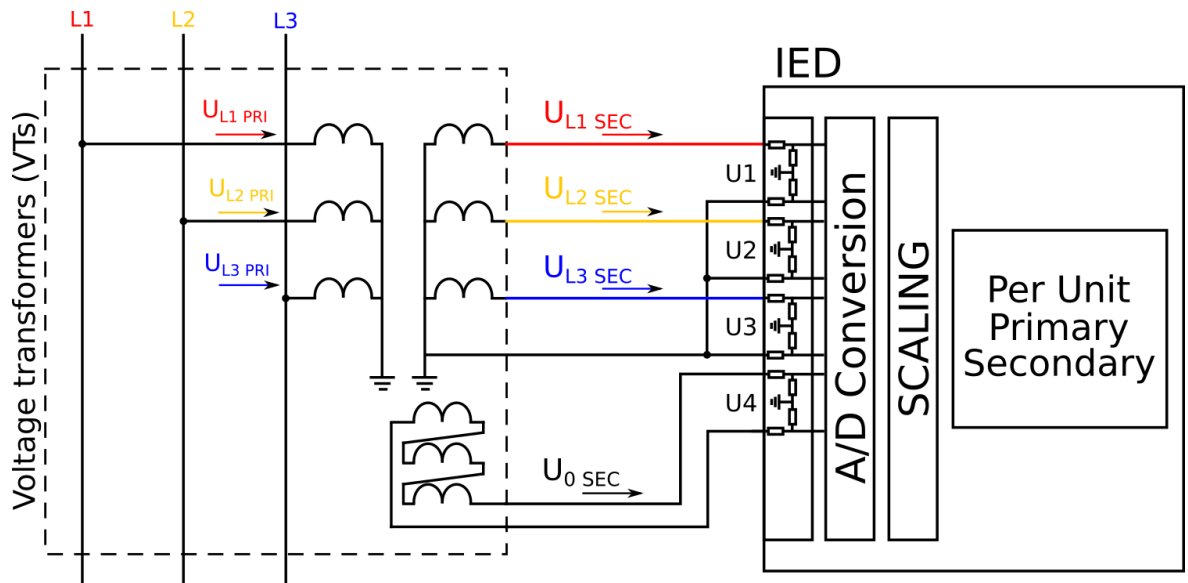 L1
L2
L3
IED
Voltage transformers (VTs)
UL1 PRI
UL1 SEC
U1
UL2 PRI
UL2 SEC
U2
UL3 PRI
UL3 SEC
U3
U4
U0 SEC
A/D Conversion
SCALING
Per Unit
Primary
Secondary